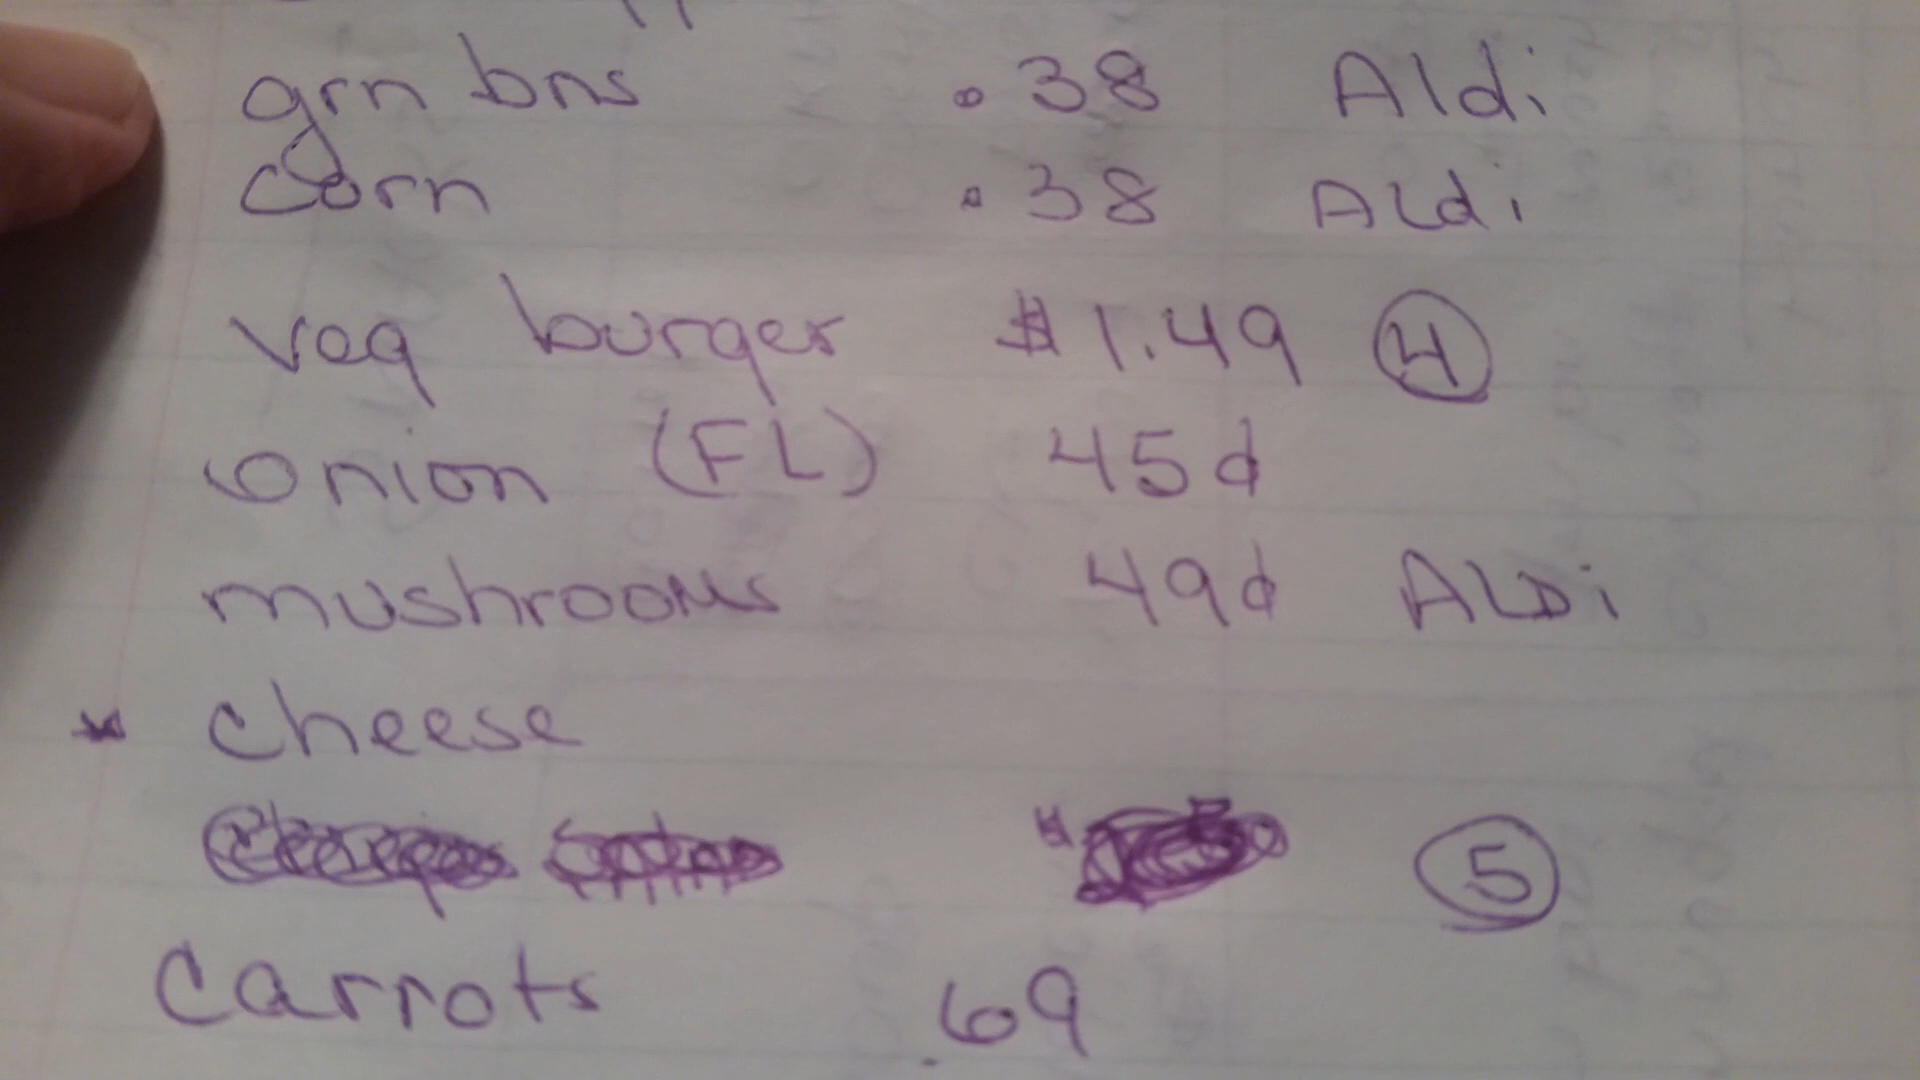 grn bns .38 Aldi
corn .38 Aldi
veg burger $1.49 4
onion (FL) 45¢
mushrooms 49¢ ALDi
* cheese
5
Carrots .69